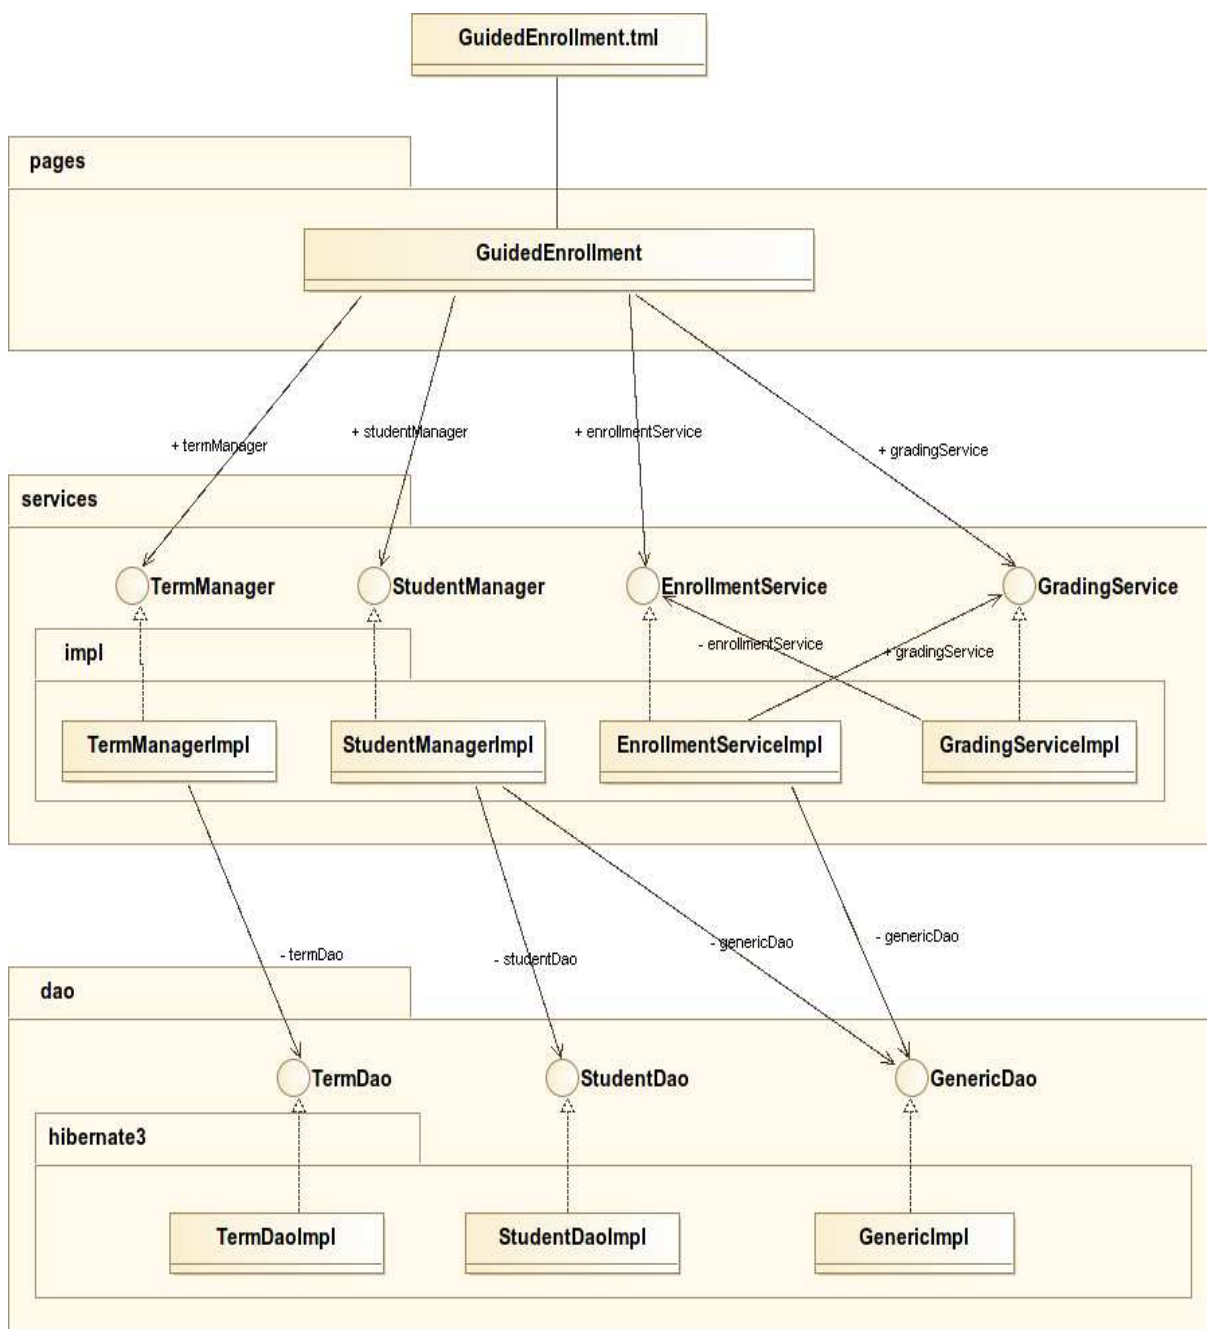 GuidedEnrollment.tml
pages
GuidedEnrollment
+ termManager
+ studentManager
+ enrollmentService
+ gradingService
services
TermManager
StudentManager
EnrollmentService
GradingService
impl
- enrollmentService
+ gradingService
TermManagerImpl
StudentManagerImpl
EnrollmentServiceImpl
GradingServiceImpl
- termDao
- studentDao
- genericDao
- genericDao
dao
TermDao
StudentDao
GenericDao
hibernate3
TermDaoImpl
StudentDaoImpl
GenericImpl